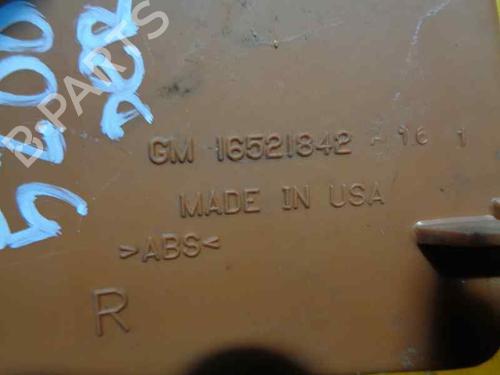 B-PARTS
GM 16521842 A 16 1
MADE IN USA
>ABS<
R